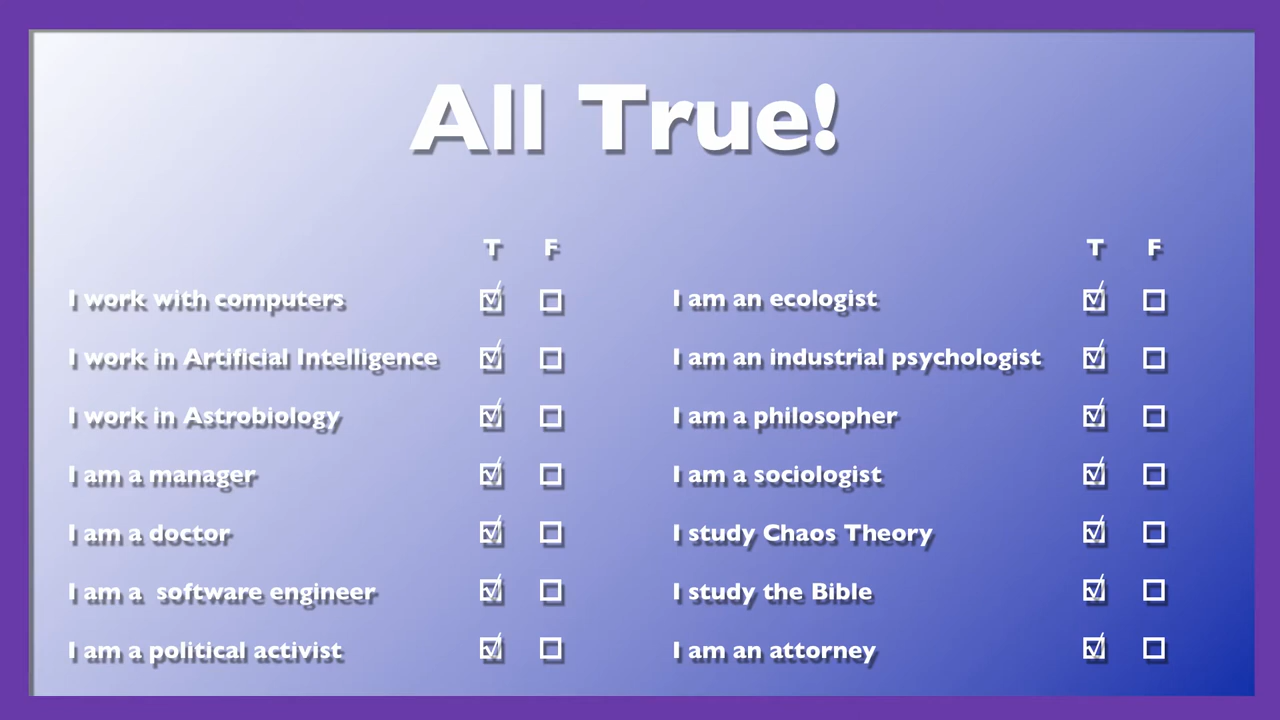 All True!
T F
I work with computers
I work in Artificial Intelligence
I work in Astrobiology
I am a manager
I am a doctor
I am a  software engineer
I am a political activist
T F
I am an ecologist
I am an industrial psychologist
I am a philosopher
I am a sociologist
I study Chaos Theory
I study the Bible
I am an attorney